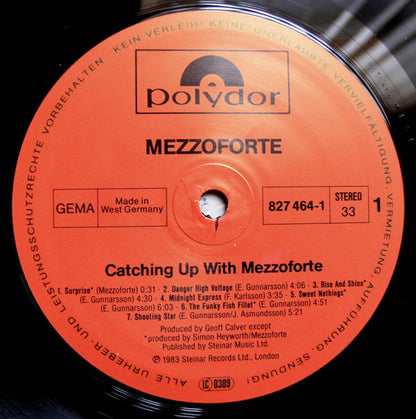 KEIN VERLEIH! KEINE UNERLAUBTE VERVIELFÄLTIGUNG, VERMIETUNG, AUFFÜHRUNG, SENDUNG!
ALLE URHEBER- UND LEISTUNGSSCHUTZRECHTE VORBEHALTEN
polydor
MEZZOFORTE
GEMA Made in West Germany
827 464-1 STEREO 33 1
Catching Up With Mezzoforte
1. Surprise* (Mezzoforte) 0:31 - 2. Danger High Voltage (E. Gunnarsson) 4:06 - 3. Rise And Shine*
(E. Gunnarsson) 4:30 - 4. Midnight Express (F. Karlsson) 3:35 - 5. Sweet Nothings*
(E. Gunnarsson) 6:03 - 6. The Funky Fish Fillet* (E. Gunnarsson) 4:51
7. Shooting Star (E. Gunnarsson/J. Asmundsson) 5:21
Produced by Geoff Calver except
*produced by Simon Heyworth/Mezzoforte
Published by Steinar Music Ltd.
Ⓟ 1983 Steinar Records Ltd., London
LC 0309